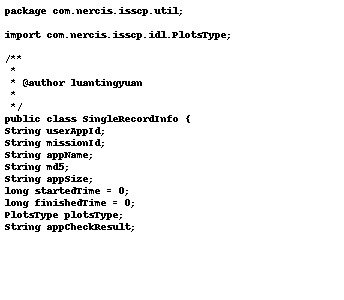 package com.nercis.isscp.util;

import com.nercis.isscp.idl.PlotsType;

/**
 *
 * @author luantingyuan
 *
 */
public class SingleRecordInfo {
String userAppId;
String missionId;
String appName;
String md5;
String appSize;
long startedTime = 0;
long finishedTime = 0;
PlotsType plotsType;
String appCheckResult;